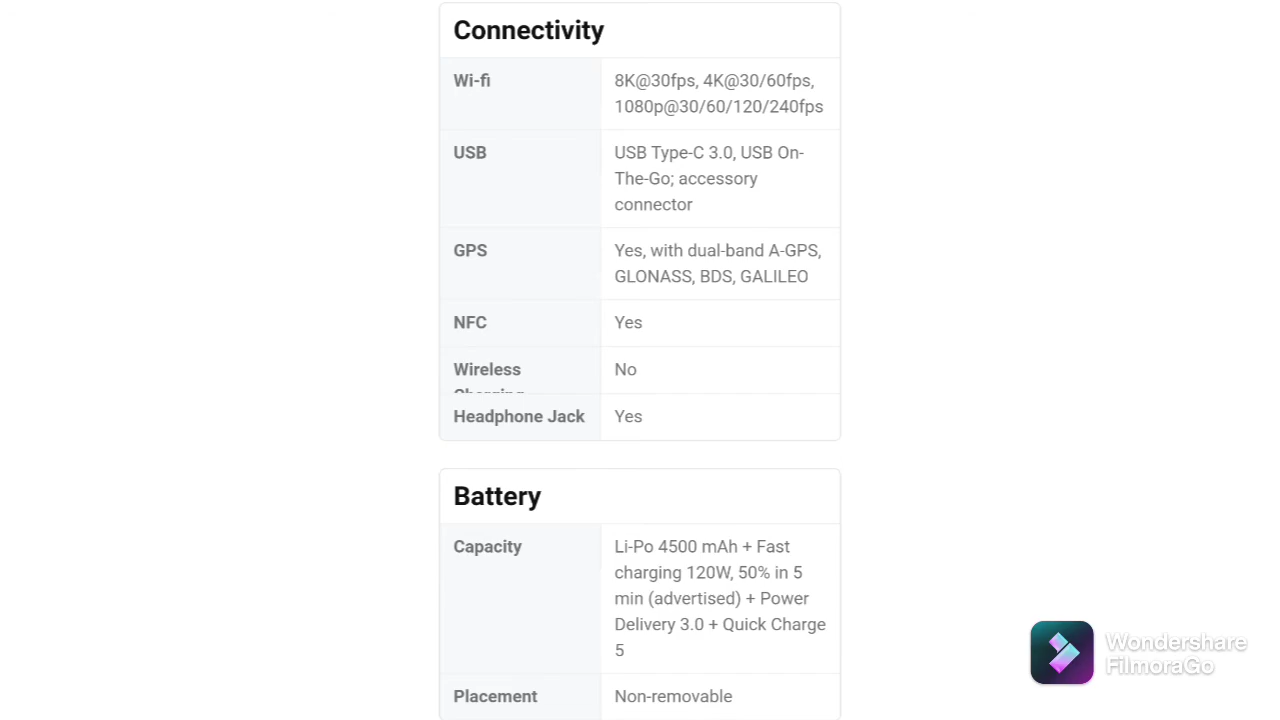 Connectivity
Wi-fi
8K@30fps, 4K@30/60fps,
1080p@30/60/120/240fps
USB
USB Type-C 3.0, USB On-
The-Go; accessory
connector
GPS
Yes, with dual-band A-GPS,
GLONASS, BDS, GALILEO
NFC
Yes
Wireless
Charging
No
Headphone Jack
Yes
Battery
Capacity
Li-Po 4500 mAh + Fast
charging 120W, 50% in 5
min (advertised) + Power
Delivery 3.0 + Quick Charge
5
Placement
Non-removable
Wondershare
FilmoraGo